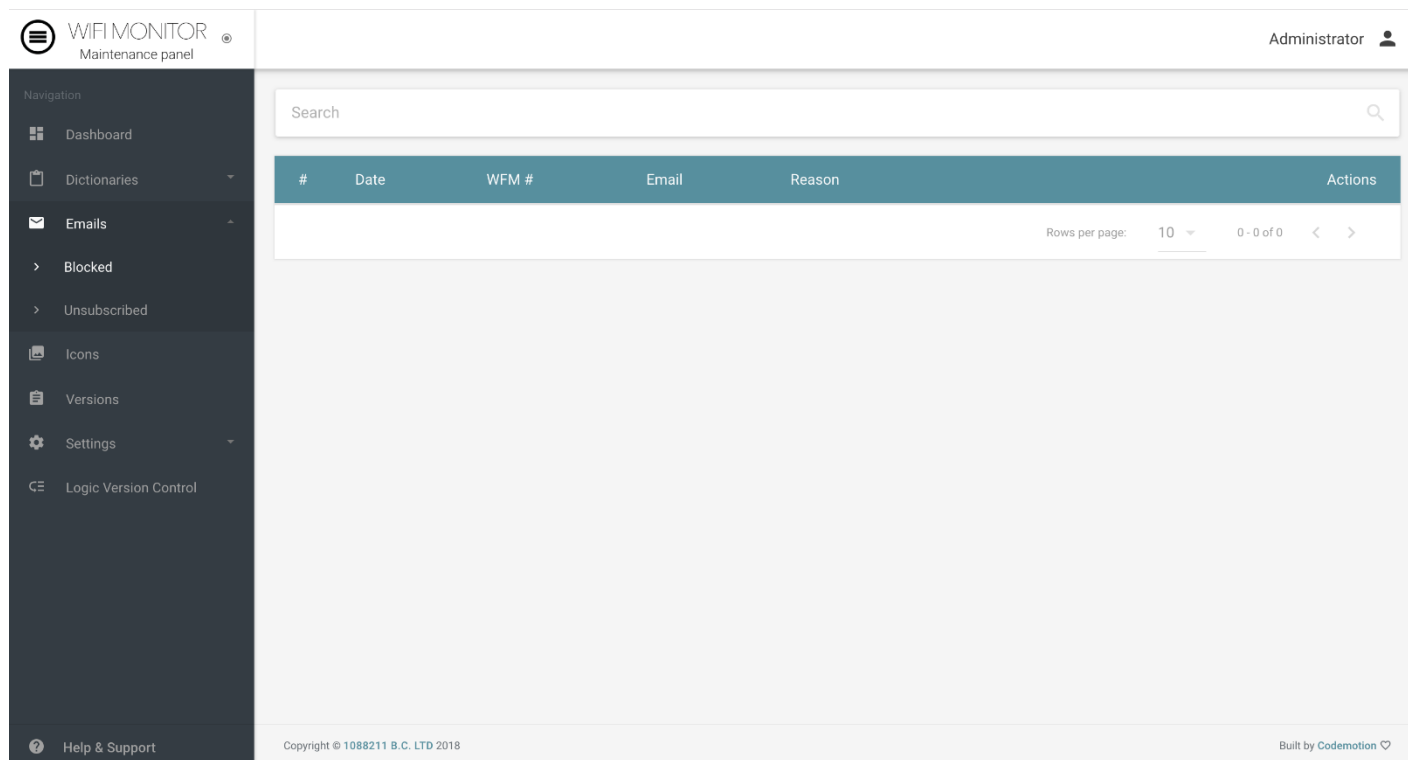 WIFI MONITOR
Maintenance panel
Administrator
Navigation
Dashboard
Dictionaries
Emails
Blocked
Unsubscribed
Icons
Versions
Settings
Logic Version Control
Help & Support
Search
# Date WFM # Email Reason Actions
Rows per page: 10 0 - 0 of 0
Copyright © 1088211 B.C. LTD 2018
Built by Codemotion ♡